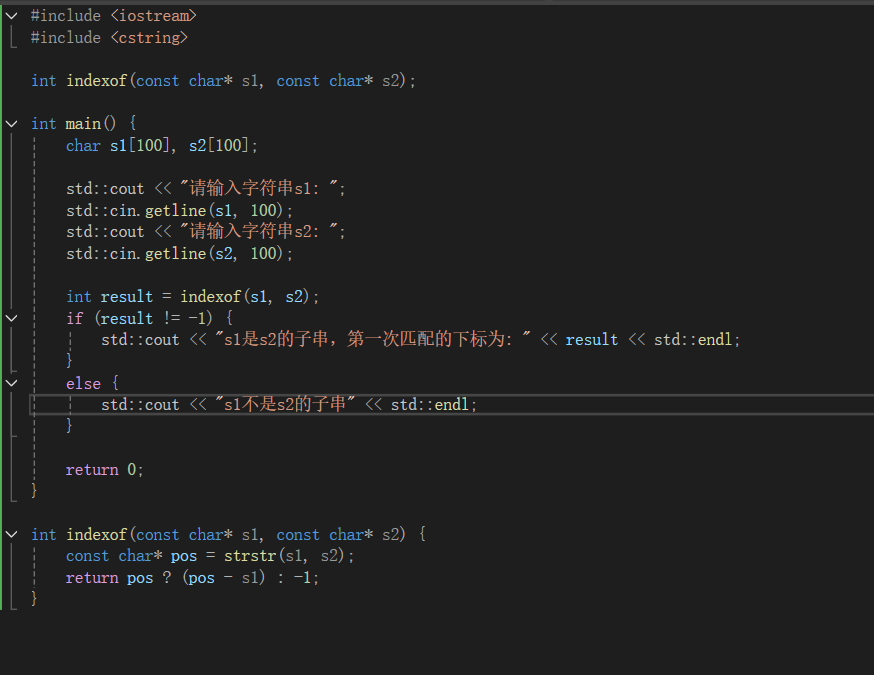 #include <iostream>
#include <cstring>
int indexof(const char* s1, const char* s2);
int main() {
char s1[100], s2[100];
std::cout << "请输入字符串s1: ";
std::cin.getline(s1, 100);
std::cout << "请输入字符串s2: ";
std::cin.getline(s2, 100);
int result = indexof(s1, s2);
if (result != -1) {
std::cout << "s1是s2的子串，第一次匹配的下标为: " << result << std::endl;
}
else {
std::cout << "s1不是s2的子串" << std::endl;
}
return 0;
}
int indexof(const char* s1, const char* s2) {
const char* pos = strstr(s1, s2);
return pos ? (pos - s1) : -1;
}